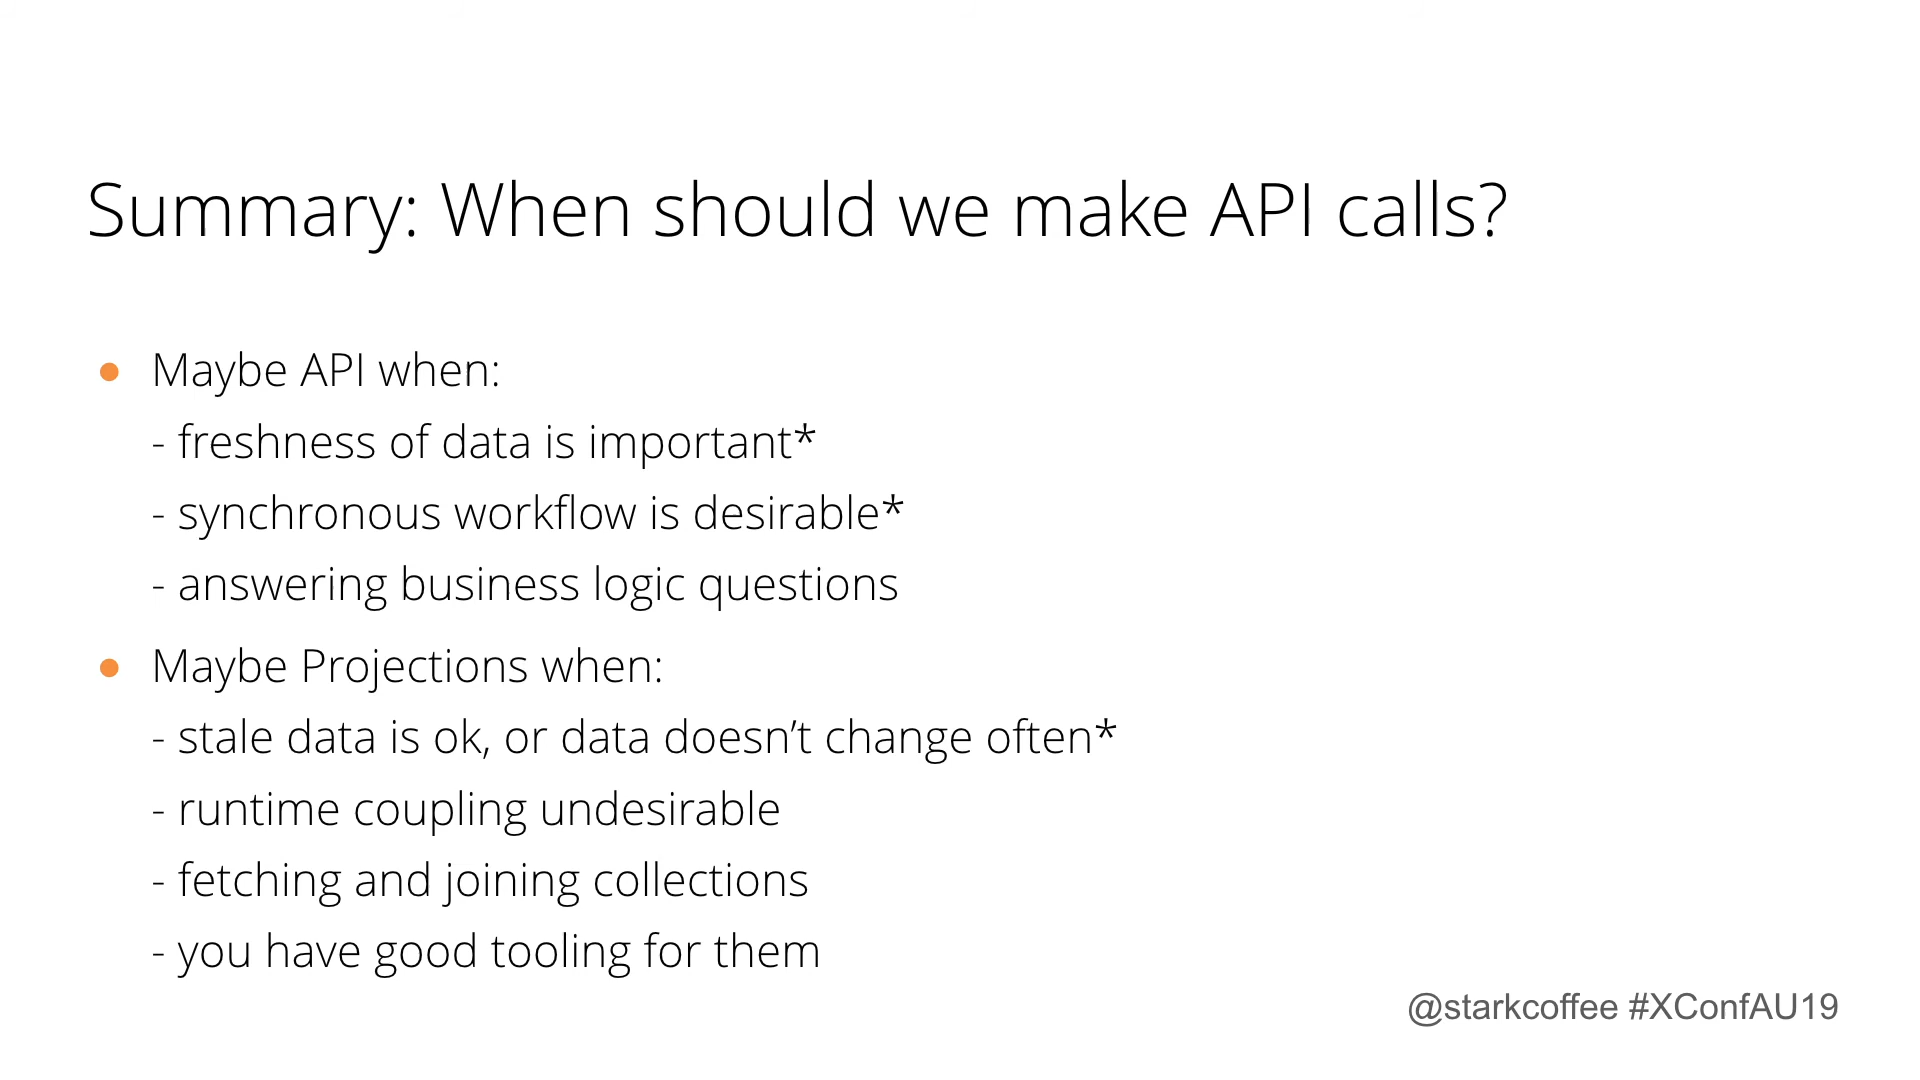 Summary: When should we make API calls?
● Maybe API when:
- freshness of data is important*
- synchronous workflow is desirable*
- answering business logic questions
● Maybe Projections when:
- stale data is ok, or data doesn’t change often*
- runtime coupling undesirable
- fetching and joining collections
- you have good tooling for them
@starkcoffee #XConfAU19